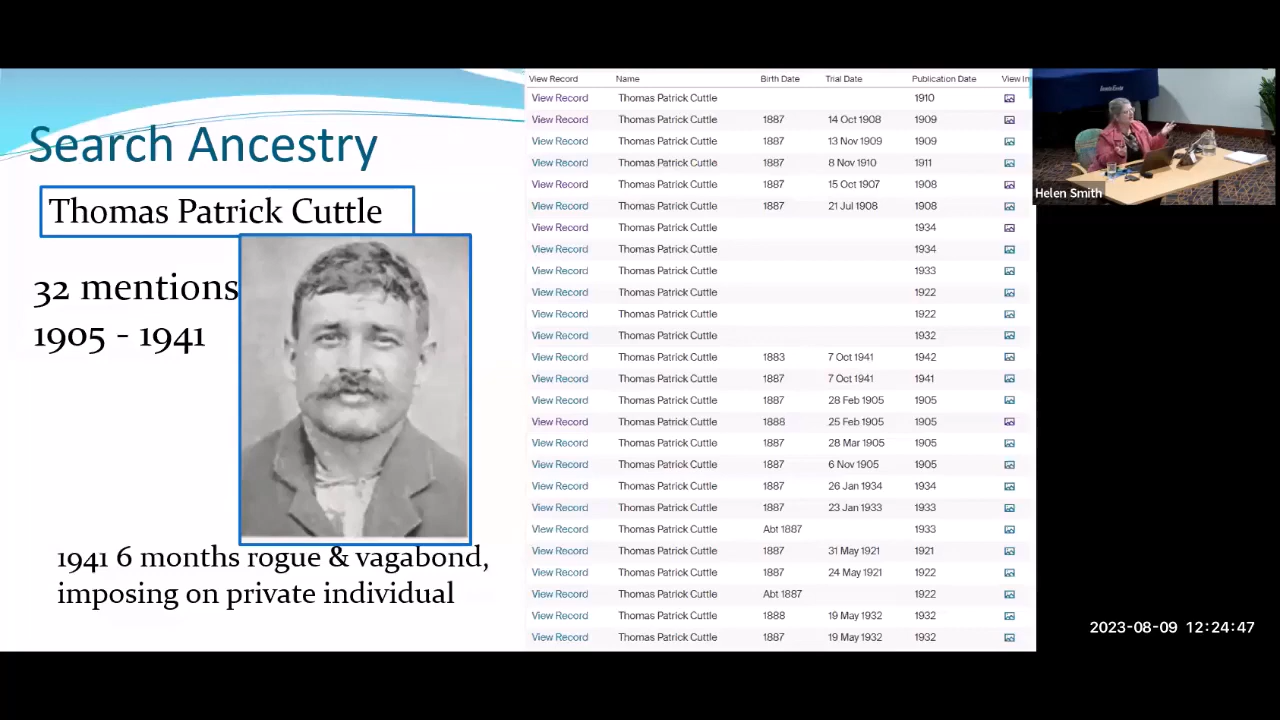 Search Ancestry
Thomas Patrick Cuttle
32 mentions
1905 - 1941
1941 6 months rogue & vagabond,
imposing on private individual
View Record Name Birth Date Trial Date Publication Date View
View Record Thomas Patrick Cuttle 1910
View Record Thomas Patrick Cuttle 1887 14 Oct 1908 1909
View Record Thomas Patrick Cuttle 1887 13 Nov 1909 1909
View Record Thomas Patrick Cuttle 1887 8 Nov 1910 1911
View Record Thomas Patrick Cuttle 1887 15 Oct 1907 1908
View Record Thomas Patrick Cuttle 1887 21 Jul 1908 1908
View Record Thomas Patrick Cuttle 1934
View Record Thomas Patrick Cuttle 1934
View Record Thomas Patrick Cuttle 1933
View Record Thomas Patrick Cuttle 1922
View Record Thomas Patrick Cuttle 1922
View Record Thomas Patrick Cuttle 1932
View Record Thomas Patrick Cuttle 1883 7 Oct 1941 1942
View Record Thomas Patrick Cuttle 1887 7 Oct 1941 1941
View Record Thomas Patrick Cuttle 1887 28 Feb 1905 1905
View Record Thomas Patrick Cuttle 1888 25 Feb 1905 1905
View Record Thomas Patrick Cuttle 1887 28 Mar 1905 1905
View Record Thomas Patrick Cuttle 1887 6 Nov 1905 1905
View Record Thomas Patrick Cuttle 1887 26 Jan 1934 1934
View Record Thomas Patrick Cuttle 1887 23 Jan 1933 1933
View Record Thomas Patrick Cuttle Abt 1887 1933
View Record Thomas Patrick Cuttle 1887 31 May 1921 1921
View Record Thomas Patrick Cuttle 1887 24 May 1921 1922
View Record Thomas Patrick Cuttle Abt 1887 1922
View Record Thomas Patrick Cuttle 1888 19 May 1932 1932
View Record Thomas Patrick Cuttle 1887 19 May 1932 1932
Helen Smith
2023-08-09 12:24:47